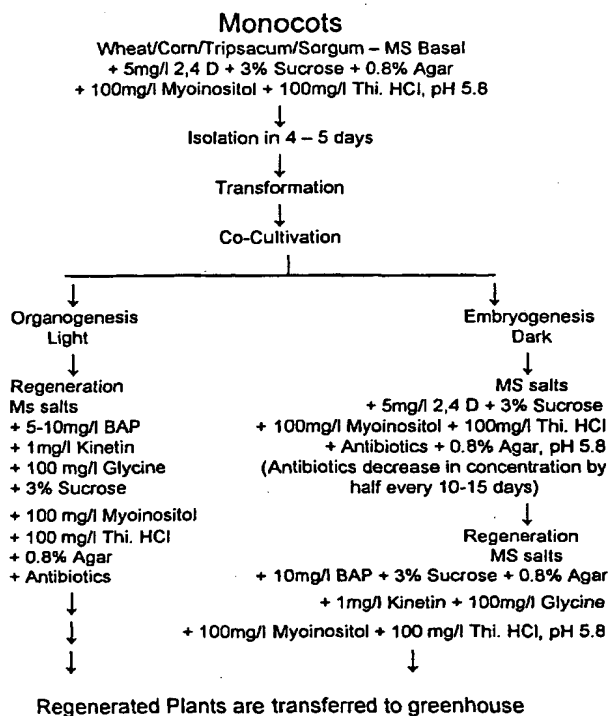 Monocots
Wheat/Corn/Tripsacum/Sorgum – MS Basal
+ 5mg/l 2,4 D + 3% Sucrose + 0.8% Agar
+ 100mg/l Myoinositol + 100mg/l Thi. HCl, pH 5.8
Isolation in 4 – 5 days
Transformation
Co-Cultivation
Organogenesis
Light
Regeneration
Ms salts
+ 5-10mg/l BAP
+ 1mg/l Kinetin
+ 100 mg/l Glycine
+ 3% Sucrose
+ 100 mg/l Myoinositol
+ 100 mg/l Thi. HCl
+ 0.8% Agar
+ Antibiotics
Embryogenesis
Dark
MS salts
+ 5mg/l 2,4 D + 3% Sucrose
+ 100mg/l Myoinositol + 100mg/l Thi. HCl
+ Antibiotics + 0.8% Agar, pH 5.8
(Antibiotics decrease in concentration by
half every 10-15 days)
Regeneration
MS salts
+ 10mg/l BAP + 3% Sucrose + 0.8% Agar
+ 1mg/l Kinetin + 100mg/l Glycine
+ 100mg/l Myoinositol + 100 mg/l Thi. HCl, pH 5.8
Regenerated Plants are transferred to greenhouse